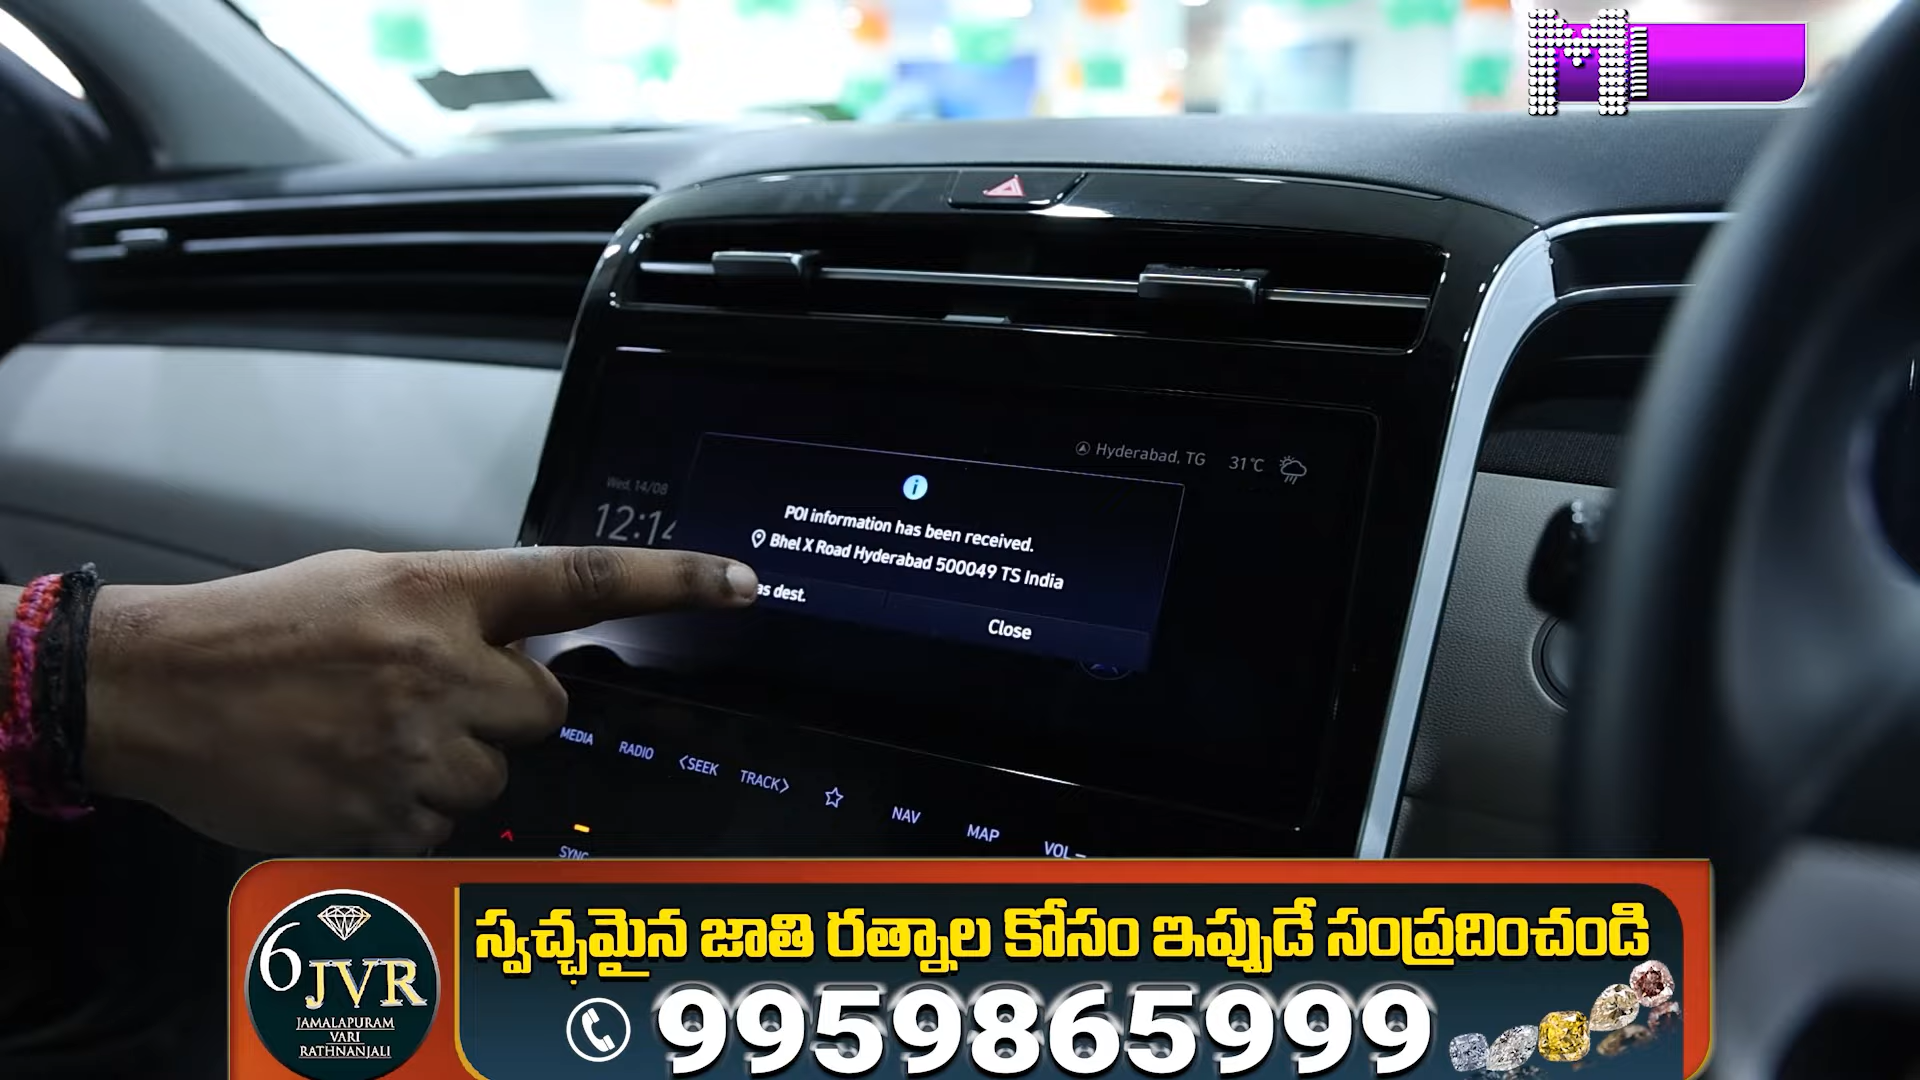 M
Hyderabad, TG 31°C
Wed, 14/08
12:14
POI information has been received.
Bhel X Road Hyderabad 500049 TS India
as dest.
Close
MEDIA RADIO <SEEK TRACK> NAV MAP VOL –
SYNC
స్వచ్ఛమైన జాతి రత్నాల కోసం ఇప్పుడే సంప్రదించండి
9959865999
6 JVR
JAMALAPURAM
VARI
RATHNANJALI